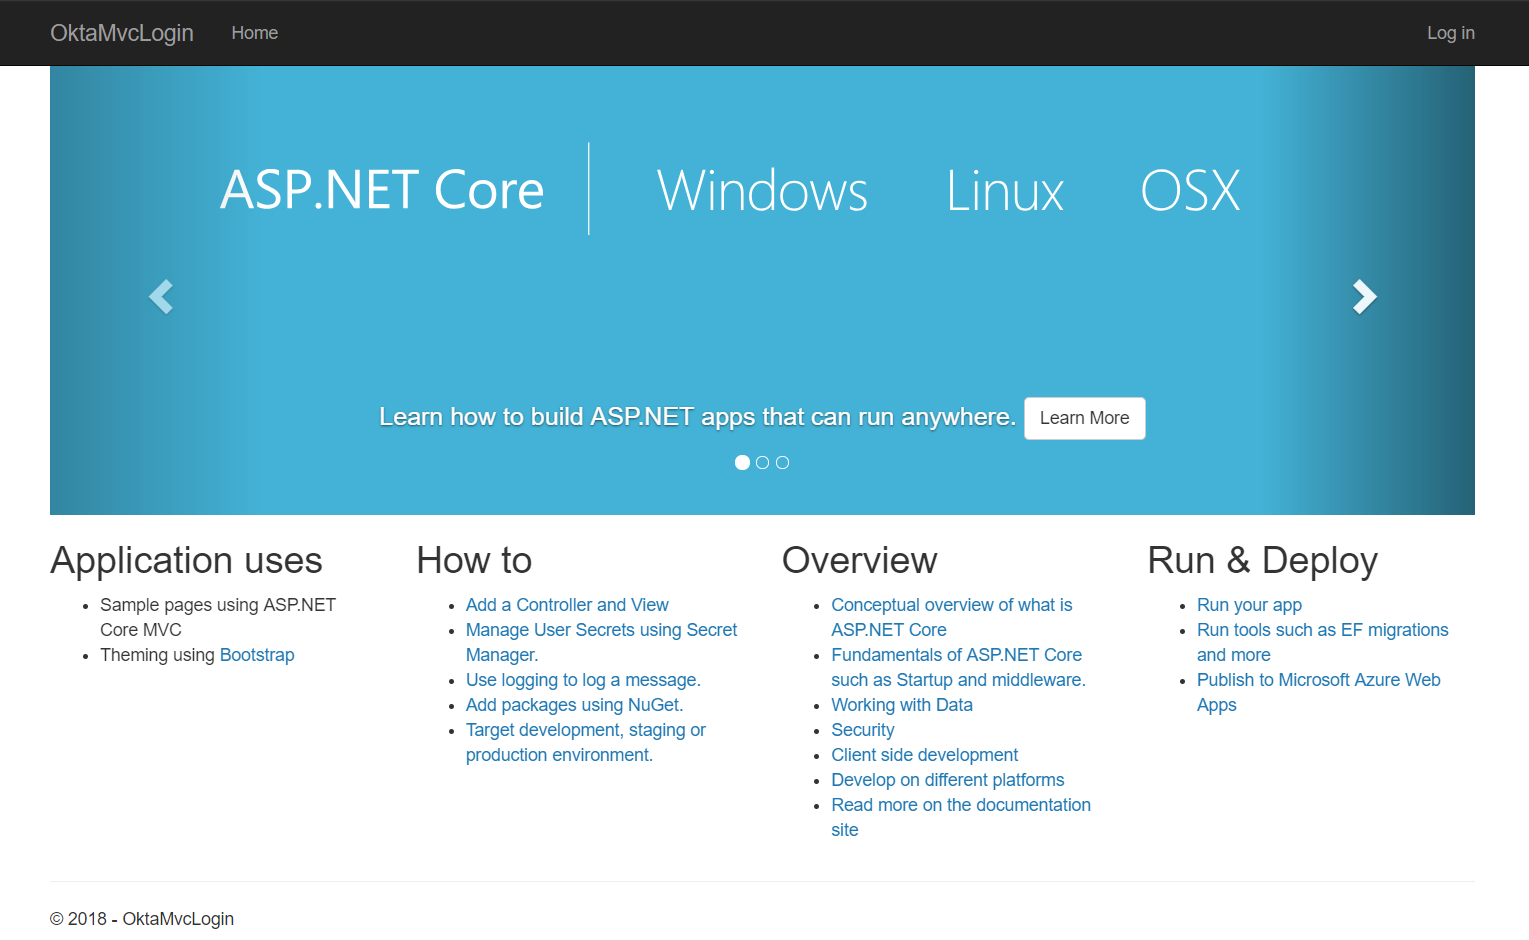 OktaMvcLogin Home Log in
ASP.NET Core Windows Linux OSX
Learn how to build ASP.NET apps that can run anywhere. Learn More
Application uses
Sample pages using ASP.NET
Core MVC
Theming using Bootstrap
How to
Add a Controller and View
Manage User Secrets using Secret
Manager.
Use logging to log a message.
Add packages using NuGet.
Target development, staging or
production environment.
Overview
Conceptual overview of what is
ASP.NET Core
Fundamentals of ASP.NET Core
such as Startup and middleware.
Working with Data
Security
Client side development
Develop on different platforms
Read more on the documentation
site
Run & Deploy
Run your app
Run tools such as EF migrations
and more
Publish to Microsoft Azure Web
Apps
© 2018 - OktaMvcLogin